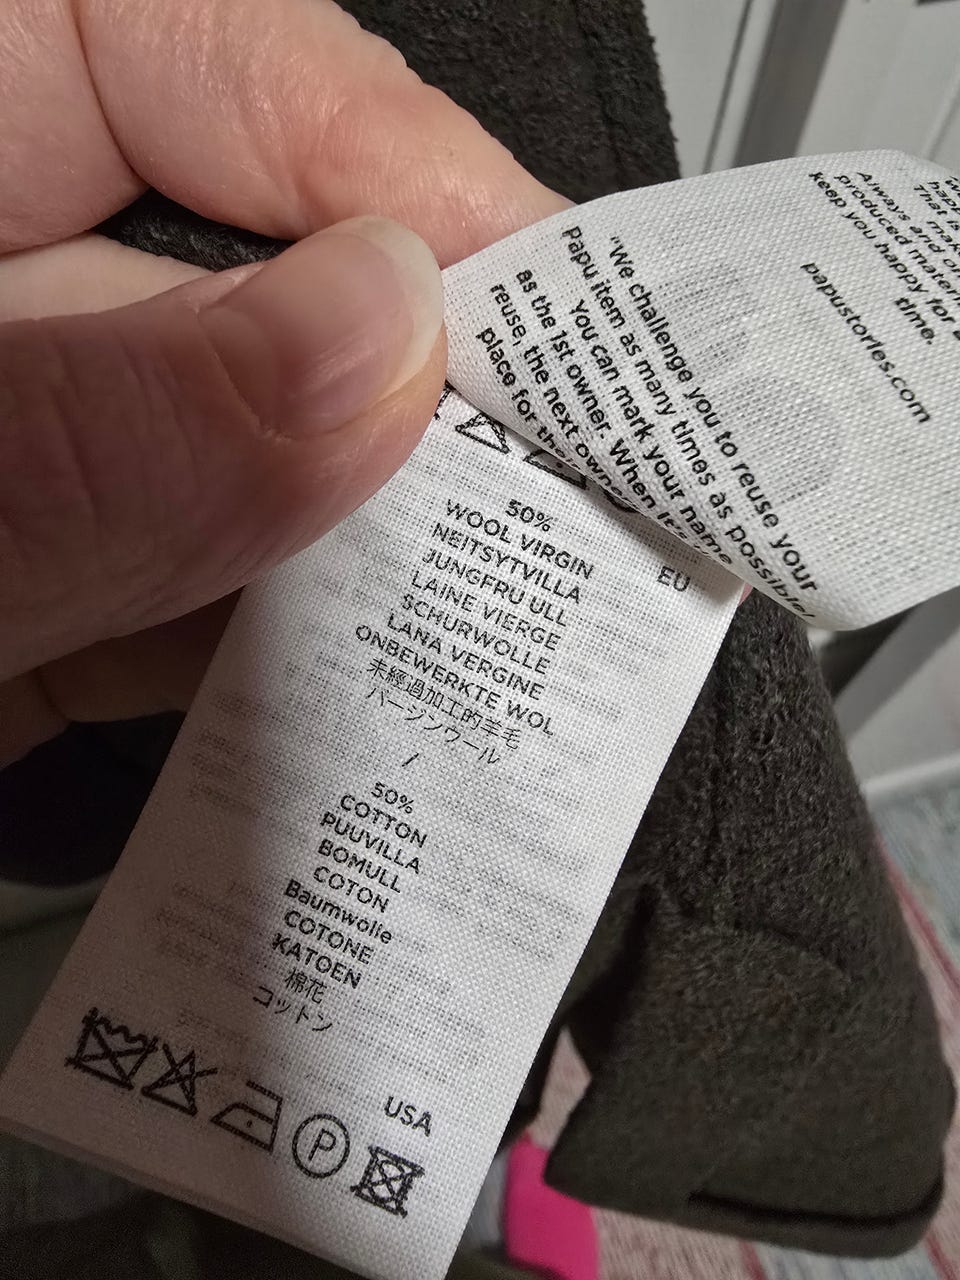 "We challenge you to reuse your
Papu item as many times as possible!
You can mark your name
as the 1st owner. When
reuse, the next owner
place for their
Always and
produced
keep you happy for
time.
papustories.com
50%
WOOL VIRGIN
NEITSYTVILLA
JUNGFRU ULL
LAINE VIERGE
SCHURWOLLE
LANA VERGINE
ONBEWERKTE WOL
未經過加工的羊毛
バージンウール
/
50%
COTTON
PUUVILLA
BOMULL
COTON
Baumwolle
COTONE
KATOEN
棉花
コットン
EU
P
USA